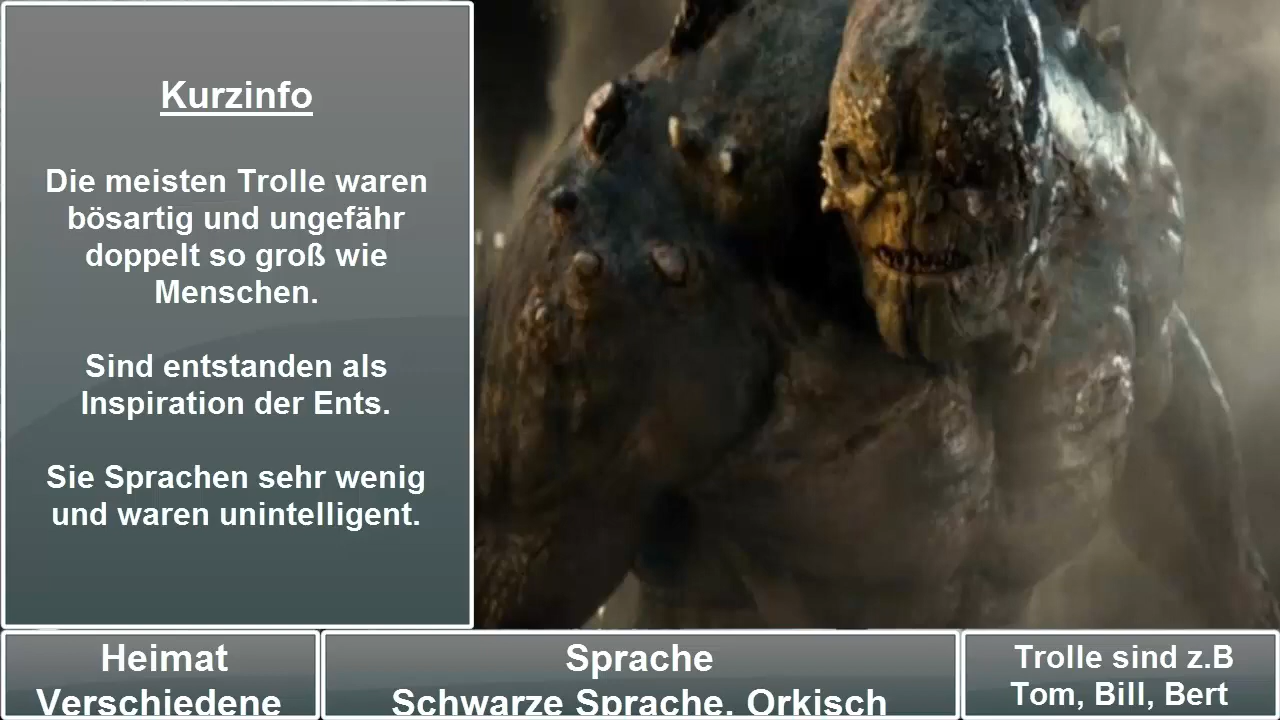 Kurzinfo
Die meisten Trolle waren
bösartig und ungefähr
doppelt so groß wie
Menschen.
Sind entstanden als
Inspiration der Ents.
Sie Sprachen sehr wenig
und waren unintelligent.
Heimat
Verschiedene
Sprache
Schwarze Sprache, Orkisch
Trolle sind z.B
Tom, Bill, Bert